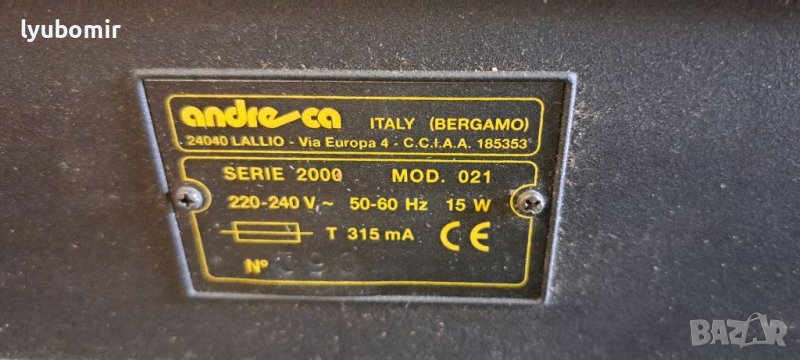 lyubomir
andre-ca ITALY (BERGAMO)
24040 LALLIO - Via Europa 4 - C.C.I.A.A. 185353
SERIE 2000 MOD. 021
220-240 V ~ 50-60 Hz 15 W
T 315 mA CE
N°
BAZAR